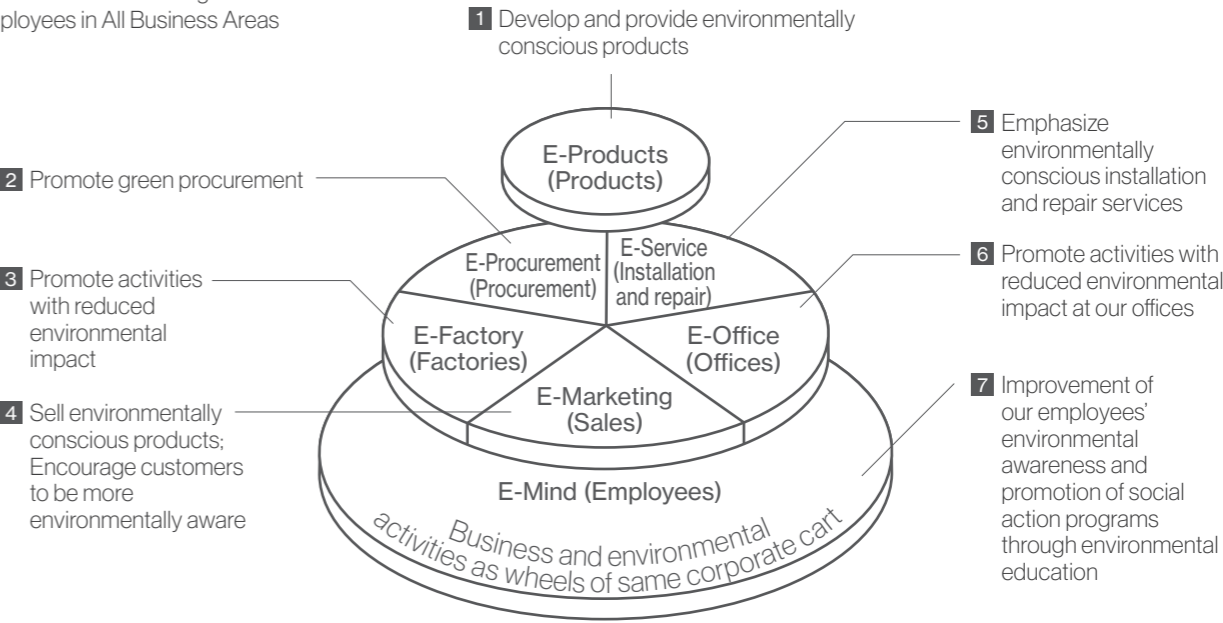 Employees in All Business Areas
1 Develop and provide environmentally
conscious products
2 Promote green procurement
3 Promote activities
with reduced
environmental
impact
4 Sell environmentally
conscious products;
Encourage customers
to be more
environmentally aware
E-Products
(Products)
E-Procurement
(Procurement)
E-Service
(Installation
and repair)
E-Factory
(Factories)
E-Office
(Offices)
E-Marketing
(Sales)
E-Mind (Employees)
Business and environmental
activities as wheels of same corporate cart
5 Emphasize
environmentally
conscious installation
and repair services
6 Promote activities with
reduced environmental
impact at our offices
7 Improvement of
our employees’
environmental
awareness and
promotion of social
action programs
through environmental
education